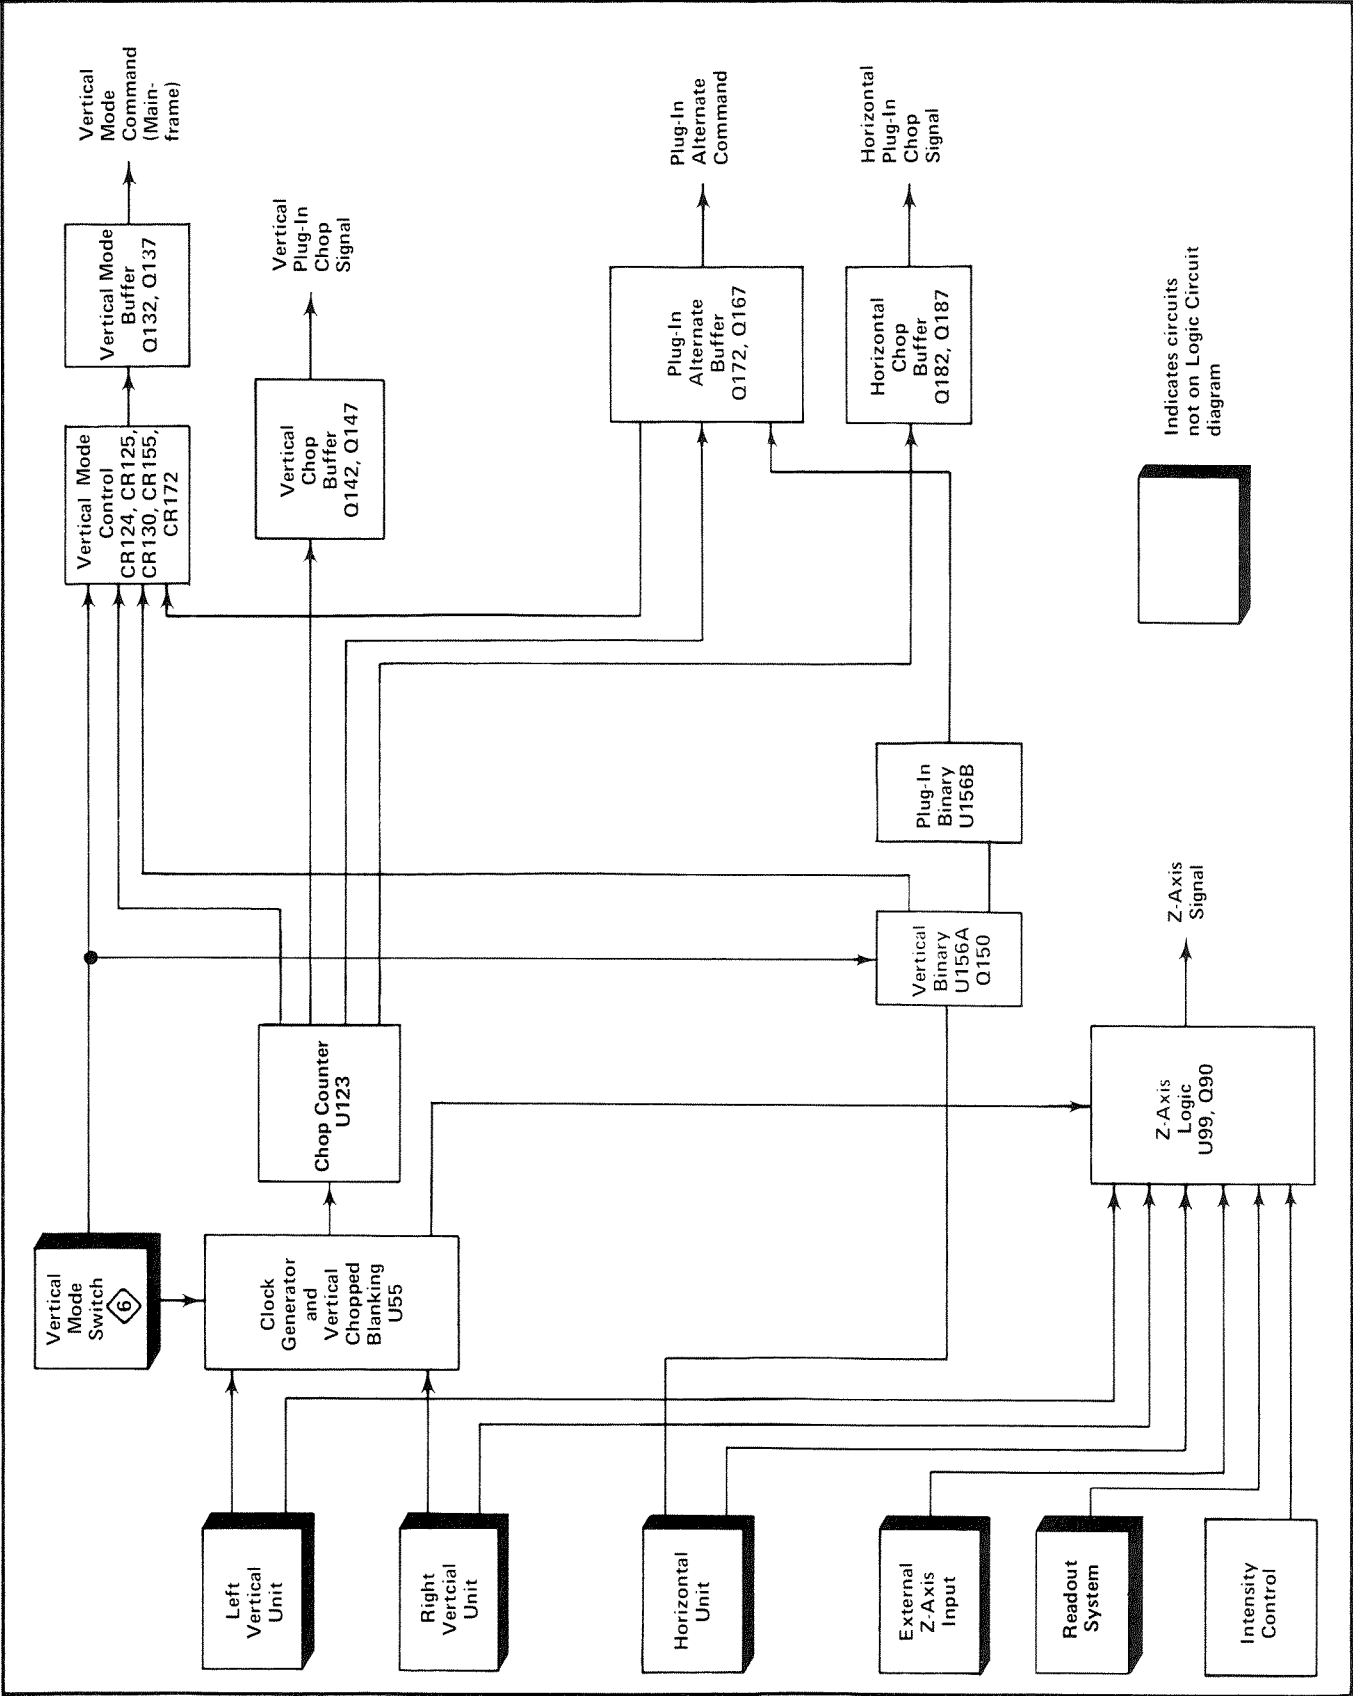 Vertical
Mode
Switch
6
Vertical Mode
Control
CR124, CR125,
CR130, CR155,
CR172
Vertical Mode
Buffer
Q132, Q137
Vertical
Mode
Command
(Main-
frame)
Left
Vertical
Unit
Clock
Generator
and
Vertical
Chopped
Blanking
U55
Chop Counter
U123
Vertical
Chop
Buffer
Q142, Q147
Vertical
Plug-In
Chop
Signal
Right
Vertcial
Unit
Horizontal
Unit
Plug-In
Alternate
Buffer
Q172, Q167
Plug-In
Alternate
Command
External
Z-Axis
Input
Vertical
Binary
U156A
Q150
Plug-In
Binary
U156B
Horizontal
Chop
Buffer
Q182, Q187
Horizontal
Plug-In
Chop
Signal
Readout
System
Intensity
Control
Z-Axis
Logic
U99, Q90
Z-Axis
Signal
Indicates circuits
not on Logic Circuit
diagram